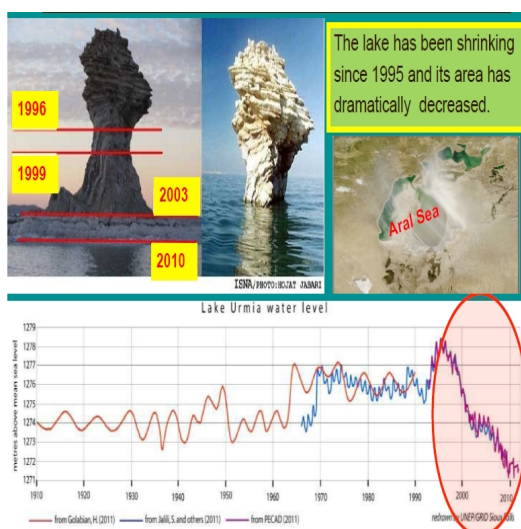 1996
1999
2003
2010
ISNA/PHOTO:HOJAT JABARI
The lake has been shrinking
since 1995 and its area has
dramatically decreased.
Aral Sea
Lake Urmia water level
metres above mean sea level
1279
1278
1277
1276
1275
1274
1273
1272
1271
1910 1920 1930 1940 1950 1960 1970 1980 1990 2000 2010
from Golabian, H. (2011) from Jalili, S. and others (2011) from PECAD (2011) redrawn by UNEP/GRID Sioux Falls